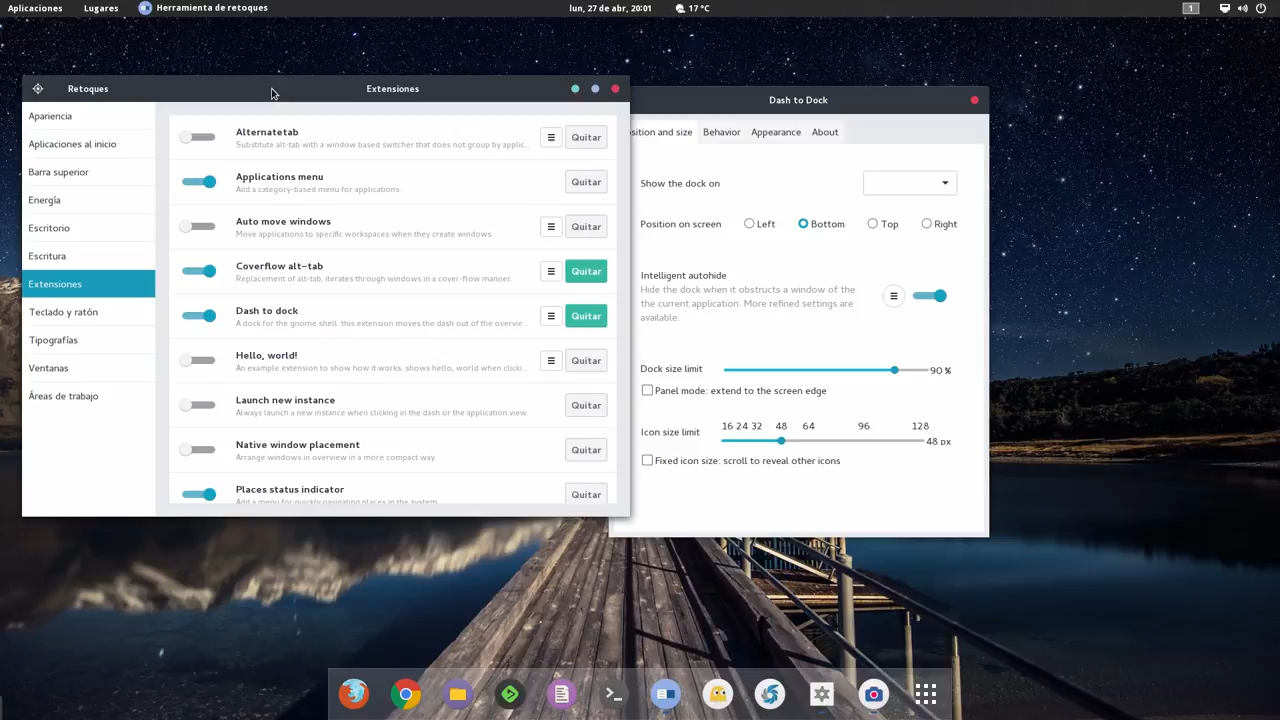 Aplicaciones Lugares Herramienta de retoques lun, 27 de abr, 20:01 17 °C 1
Retoques Extensiones
Apariencia
Aplicaciones al inicio
Barra superior
Energía
Escritorio
Escritura
Extensiones
Teclado y ratón
Tipografías
Ventanas
Áreas de trabajo
Alternatetab
Substitute alt-tab with a window based switcher that does not group by applic...
Quitar
Applications menu
Add a category-based menu for applications.
Quitar
Auto move windows
Move applications to specific workspaces when they create windows
Quitar
Coverflow alt-tab
Replacement of alt-tab, iterates through windows in a cover-flow manner.
Quitar
Dash to dock
A dock for the gnome shell. this extension moves the dash out of the overvie...
Quitar
Hello, world!
An example extension to show how it works. shows hello, world when clicki...
Quitar
Launch new instance
Always launch a new instance when clicking in the dash or the application view.
Quitar
Native window placement
Arrange windows in overview in a more compact way.
Quitar
Places status indicator
Add a menu for quickly navigating places in the system.
Quitar
Dash to Dock
sition and size Behavior Appearance About
Show the dock on
Position on screen Left Bottom Top Right
Intelligent autohide
Hide the dock when it obstructs a window of the
the current application. More refined settings are
available.
Dock size limit 90 %
Panel mode: extend to the screen edge
16 24 32 48 64 96 128
Icon size limit 48 px
Fixed icon size: scroll to reveal other icons